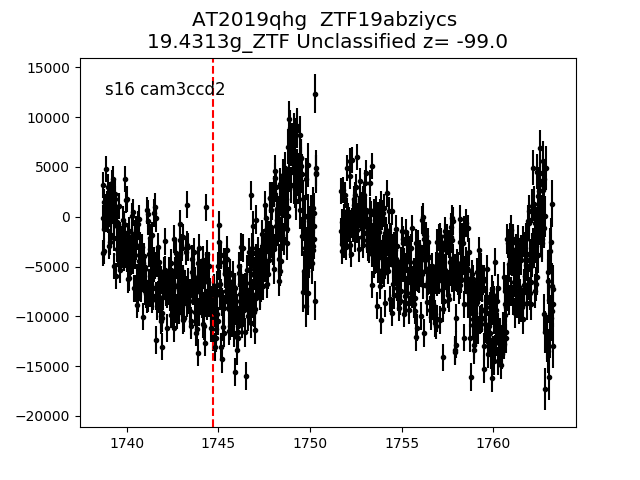 AT2019qhg  ZTF19abziycs
19.4313g_ZTF Unclassified z= -99.0
s16 cam3ccd2
15000
10000
5000
0
−5000
−10000
−15000
−20000
1740 1745 1750 1755 1760